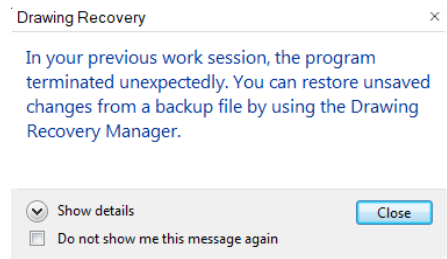 Drawing Recovery
In your previous work session, the program
terminated unexpectedly. You can restore unsaved
changes from a backup file by using the Drawing
Recovery Manager.
Show details
Close
Do not show me this message again